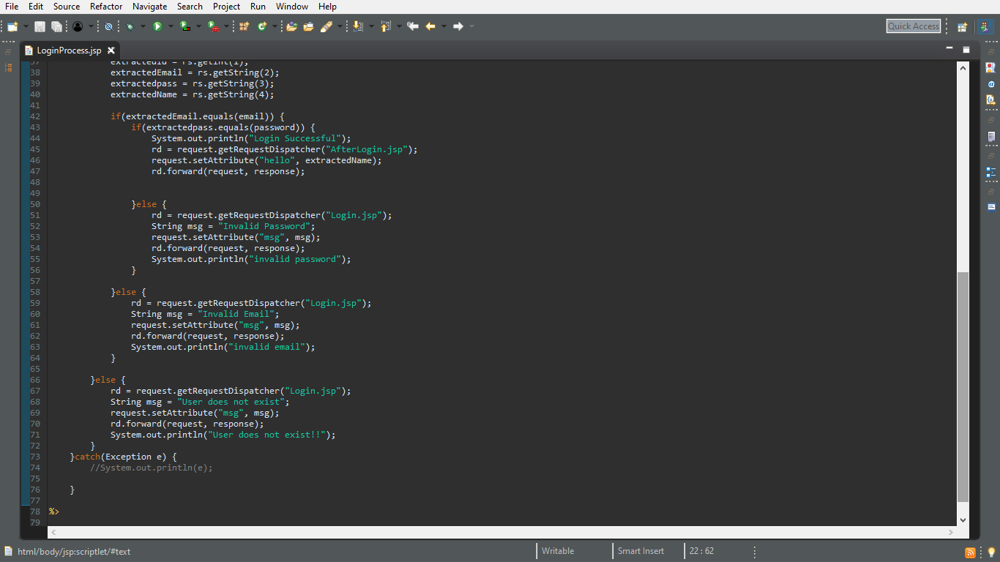 File Edit Source Refactor Navigate Search Project Run Window Help
Quick Access
LoginProcess.jsp
37 extractedId = rs.getInt(1);
38 extractedEmail = rs.getString(2);
39 extractedpass = rs.getString(3);
40 extractedName = rs.getString(4);
41
42 if(extractedEmail.equals(email)) {
43 if(extractedpass.equals(password)) {
44 System.out.println("Login Successful");
45 rd = request.getRequestDispatcher("AfterLogin.jsp");
46 request.setAttribute("hello", extractedName);
47 rd.forward(request, response);
48
49
50 }else {
51 rd = request.getRequestDispatcher("Login.jsp");
52 String msg = "Invalid Password";
53 request.setAttribute("msg", msg);
54 rd.forward(request, response);
55 System.out.println("invalid password");
56 }
57
58 }else {
59 rd = request.getRequestDispatcher("Login.jsp");
60 String msg = "Invalid Email";
61 request.setAttribute("msg", msg);
62 rd.forward(request, response);
63 System.out.println("invalid email");
64 }
65
66 }else {
67 rd = request.getRequestDispatcher("Login.jsp");
68 String msg = "User does not exist";
69 request.setAttribute("msg", msg);
70 rd.forward(request, response);
71 System.out.println("User does not exist!!");
72 }
73 }catch(Exception e) {
74 //System.out.println(e);
75
76 }
77
78 %>
79
html/body/jsp:scriptlet/#text Writable Smart Insert 22 : 62